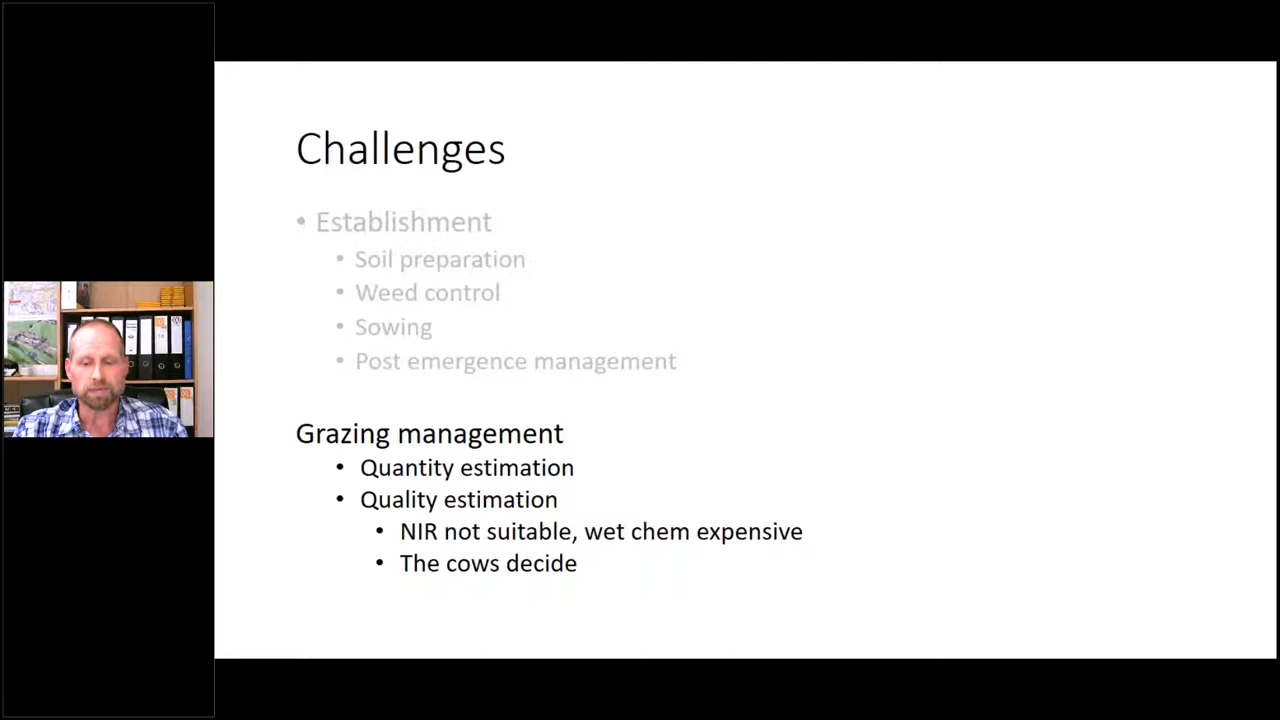 Challenges
• Establishment
• Soil preparation
• Weed control
• Sowing
• Post emergence management
Grazing management
• Quantity estimation
• Quality estimation
• NIR not suitable, wet chem expensive
• The cows decide